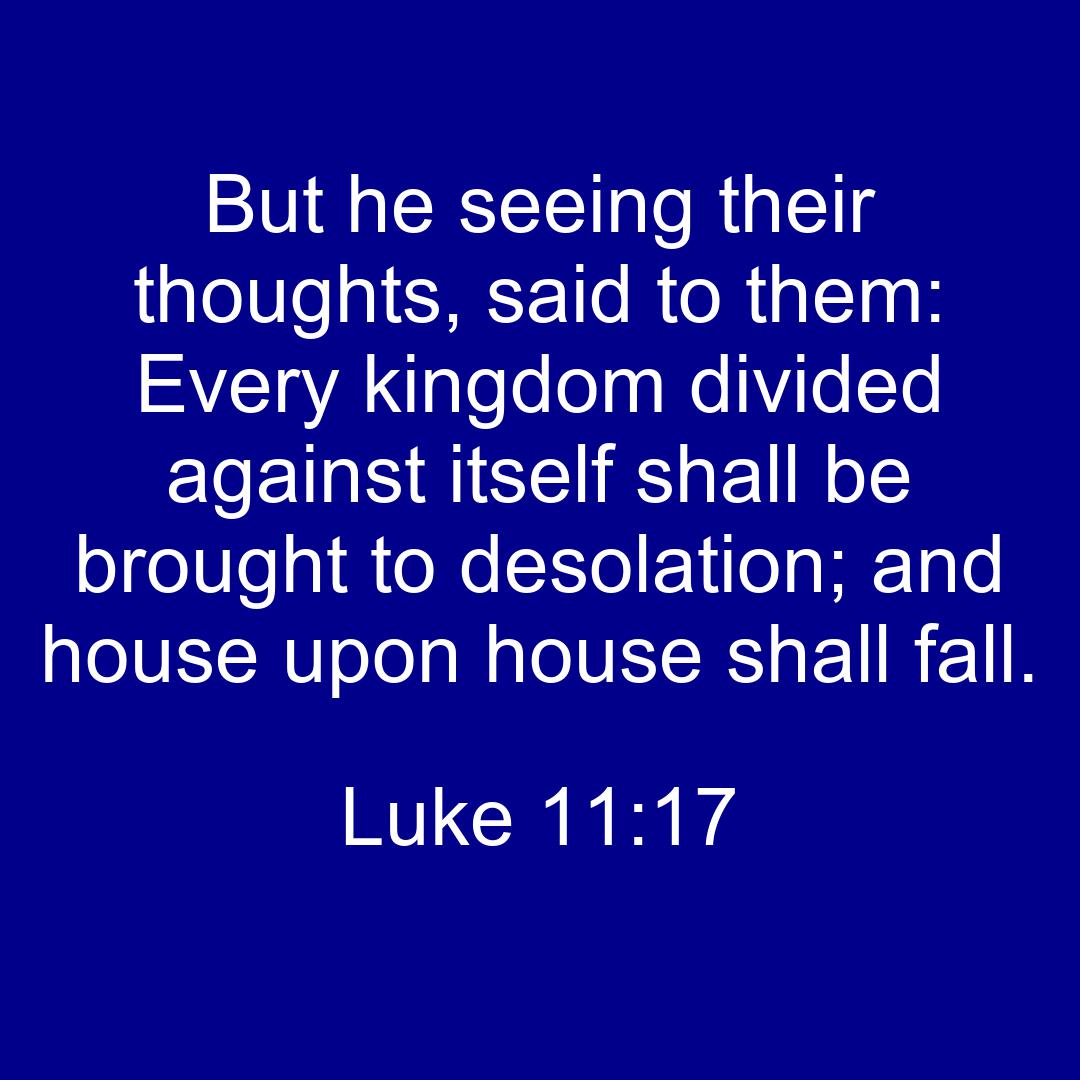 But he seeing their
thoughts, said to them:
Every kingdom divided
against itself shall be
brought to desolation; and
house upon house shall fall.
Luke 11:17